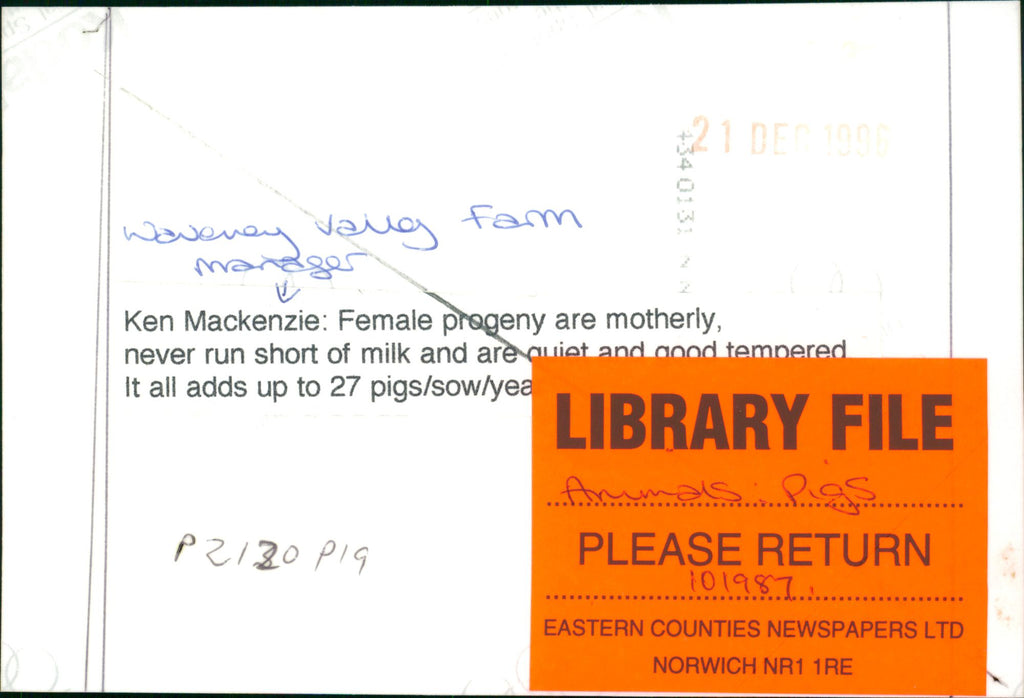 21 DEC 1996
+340131 N N
Waveney Valley Farm
Manager
Ken Mackenzie: Female progeny are motherly,
never run short of milk and are quiet and good tempered
It all adds up to 27 pigs/sow/yea
P2130 P19
LIBRARY FILE
Animals: Pigs
PLEASE RETURN
101987.
EASTERN COUNTIES NEWSPAPERS LTD
NORWICH NR1 1RE